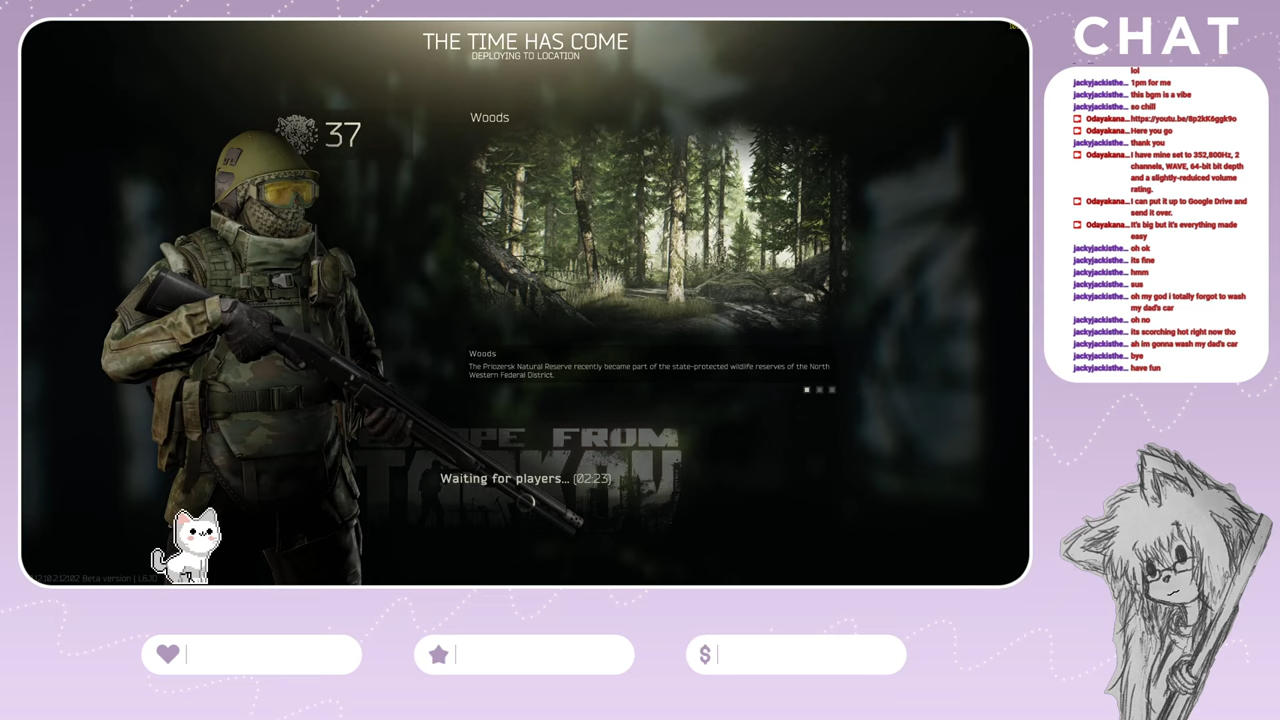 THE TIME HAS COME
DEPLOYING TO LOCATION
37
Woods
Woods
The Priozersk Natural Reserve recently became part of the state-protected wildlife reserves of the North
Western Federal District.
ESCAPE FROM
TARKOV
Waiting for players... (02:23)
Beta version |
CHAT
lol
jackyjackisthe... 1pm for me
jackyjackisthe... this bgm is a vibe
jackyjackisthe... so chill
Odayakana... https://youtu.be/8p2kK6ggk9o
Odayakana... Here you go
jackyjackisthe... thank you
Odayakana... I have mine set to 352,800Hz, 2
channels, WAVE, 64-bit bit depth
and a slightly-reduiced volume
rating.
Odayakana... I can put it up to Google Drive and
send it over.
Odayakana... It's big but it's everything made
easy
jackyjackisthe... oh ok
jackyjackisthe... its fine
jackyjackisthe... hmm
jackyjackisthe... sus
jackyjackisthe... oh my god i totally forgot to wash
my dad's car
jackyjackisthe... oh no
jackyjackisthe... its scorching hot right now tho
jackyjackisthe... ah im gonna wash my dad's car
jackyjackisthe... bye
jackyjackisthe... have fun
$